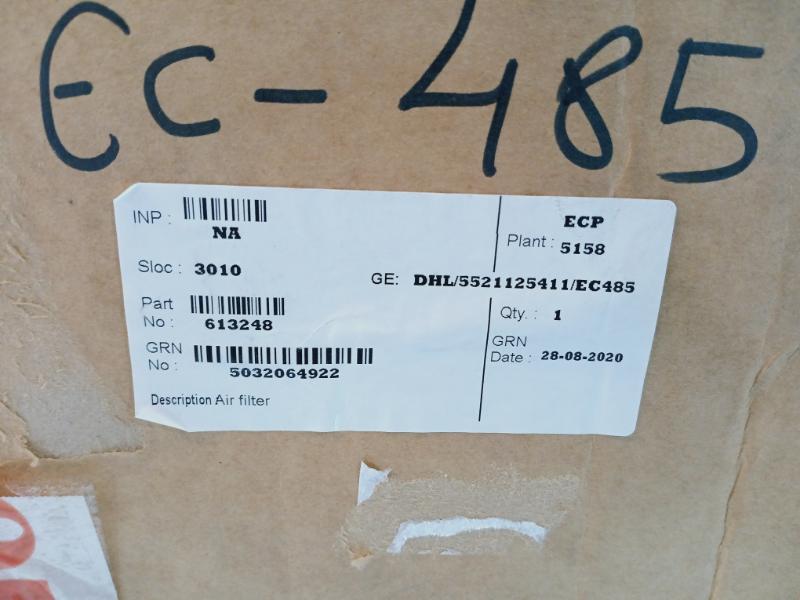 EC-485
INP :
NA
ECP
Plant : 5158
Sloc : 3010
GE: DHL/5521125411/EC485
Part
No : 613248
Qty. : 1
GRN
No : 5032064922
GRN
Date : 28-08-2020
Description Air filter